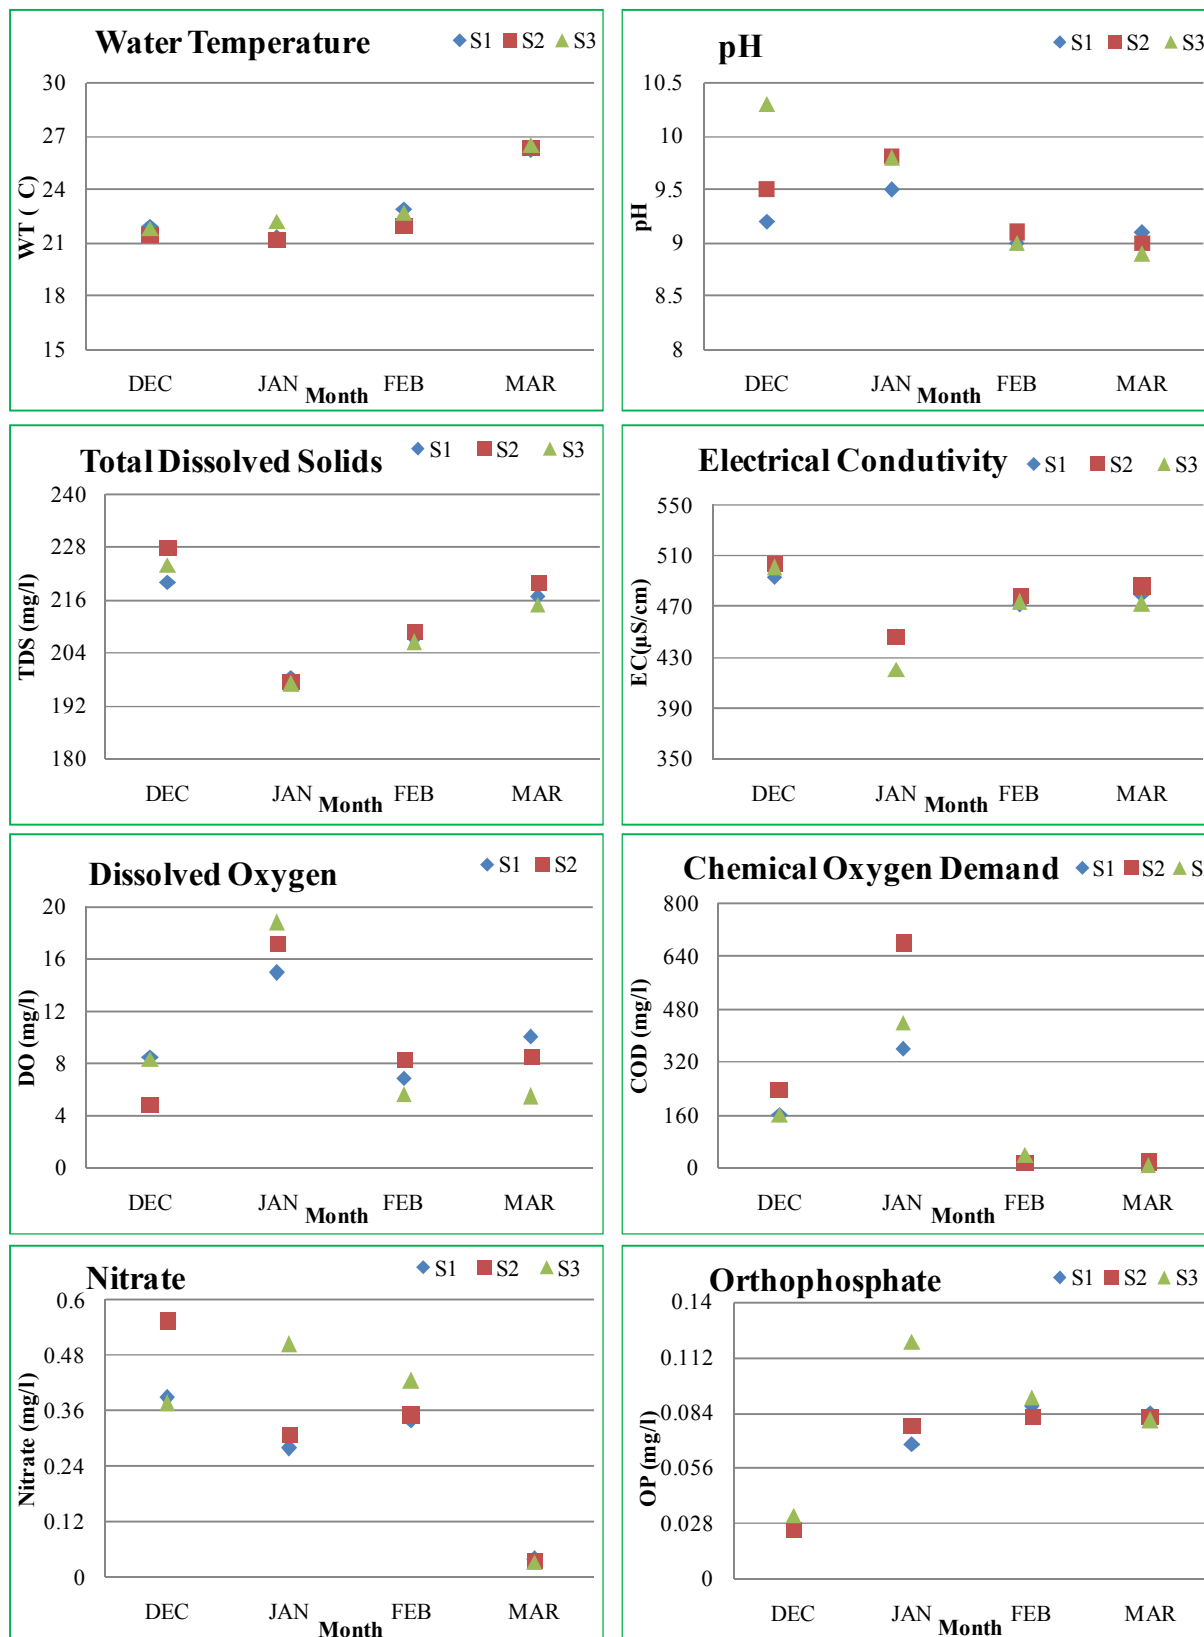 Water Temperature
S1 S2 S3
30
27
24
21
18
15
WT ( C)
DEC JAN FEB MAR
Month
pH
S1 S2 S3
10.5
10
9.5
9
8.5
8
pH
DEC JAN FEB MAR
Month
Total Dissolved Solids
S1 S2 S3
240
228
216
204
192
180
TDS (mg/l)
DEC JAN FEB MAR
Month
Electrical Condutivity
S1 S2 S3
550
510
470
430
390
350
EC(µS/cm)
DEC JAN FEB MAR
Month
Dissolved Oxygen
S1 S2
20
16
12
8
4
0
DO (mg/l)
DEC JAN FEB MAR
Month
Chemical Oxygen Demand
S1 S2 S
800
640
480
320
160
0
COD (mg/l)
DEC JAN FEB MAR
Month
Nitrate
S1 S2 S3
0.6
0.48
0.36
0.24
0.12
0
Nitrate (mg/l)
DEC JAN FEB MAR
Orthophosphate
S1 S2 S3
0.14
0.112
0.084
0.056
0.028
0
OP (mg/l)
DEC JAN FEB MAR
Month